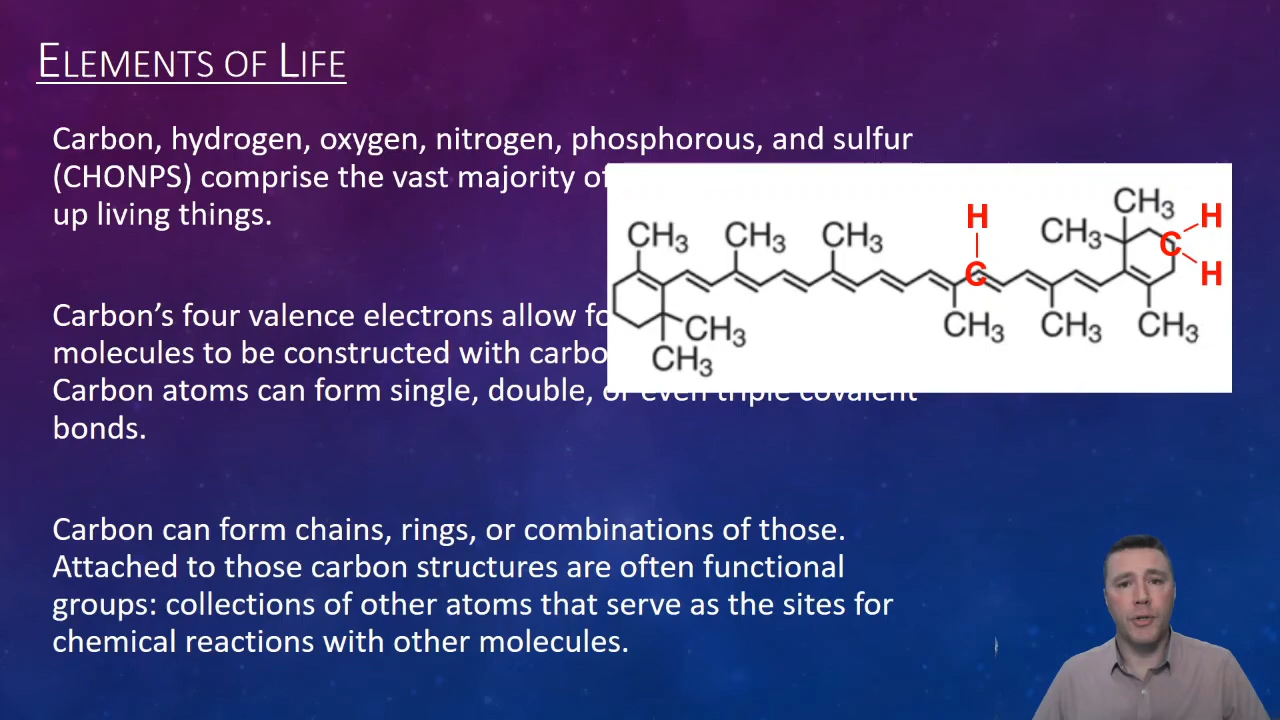 ELEMENTS OF LIFE
Carbon, hydrogen, oxygen, nitrogen, phosphorous, and sulfur
(CHONPS) comprise the vast majority of
up living things.
CH3
H
CH3 CH3 CH3 CH3 C H
C H
CH3 CH3 CH3 CH3
CH3
Carbon’s four valence electrons allow fo
molecules to be constructed with carbo
Carbon atoms can form single, double, or even triple covalent
bonds.
Carbon can form chains, rings, or combinations of those.
Attached to those carbon structures are often functional
groups: collections of other atoms that serve as the sites for
chemical reactions with other molecules.